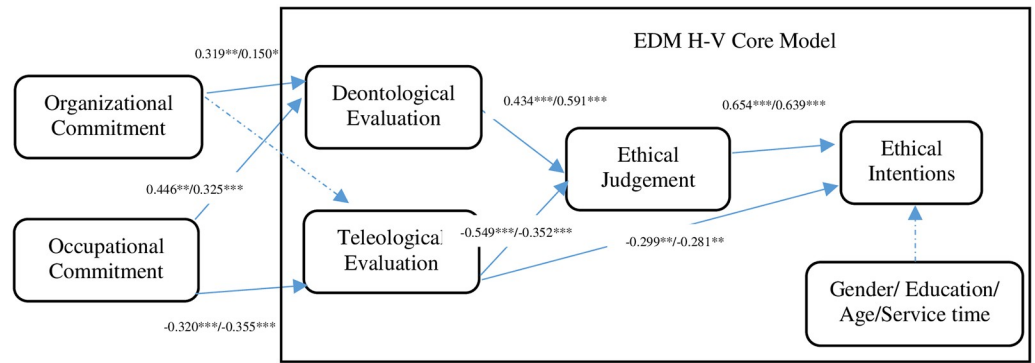 EDM H-V Core Model
0.319**/0.150*
Organizational
Commitment
Deontological
Evaluation
0.434***/0.591***
0.654***/0.639***
Ethical
Judgement
Ethical
Intentions
0.446**/0.325***
Occupational
Commitment
Teleological
Evaluation
-0.549***/-0.352***
-0.299**/-0.281**
Gender/ Education/
Age/Service time
-0.320***/-0.355***